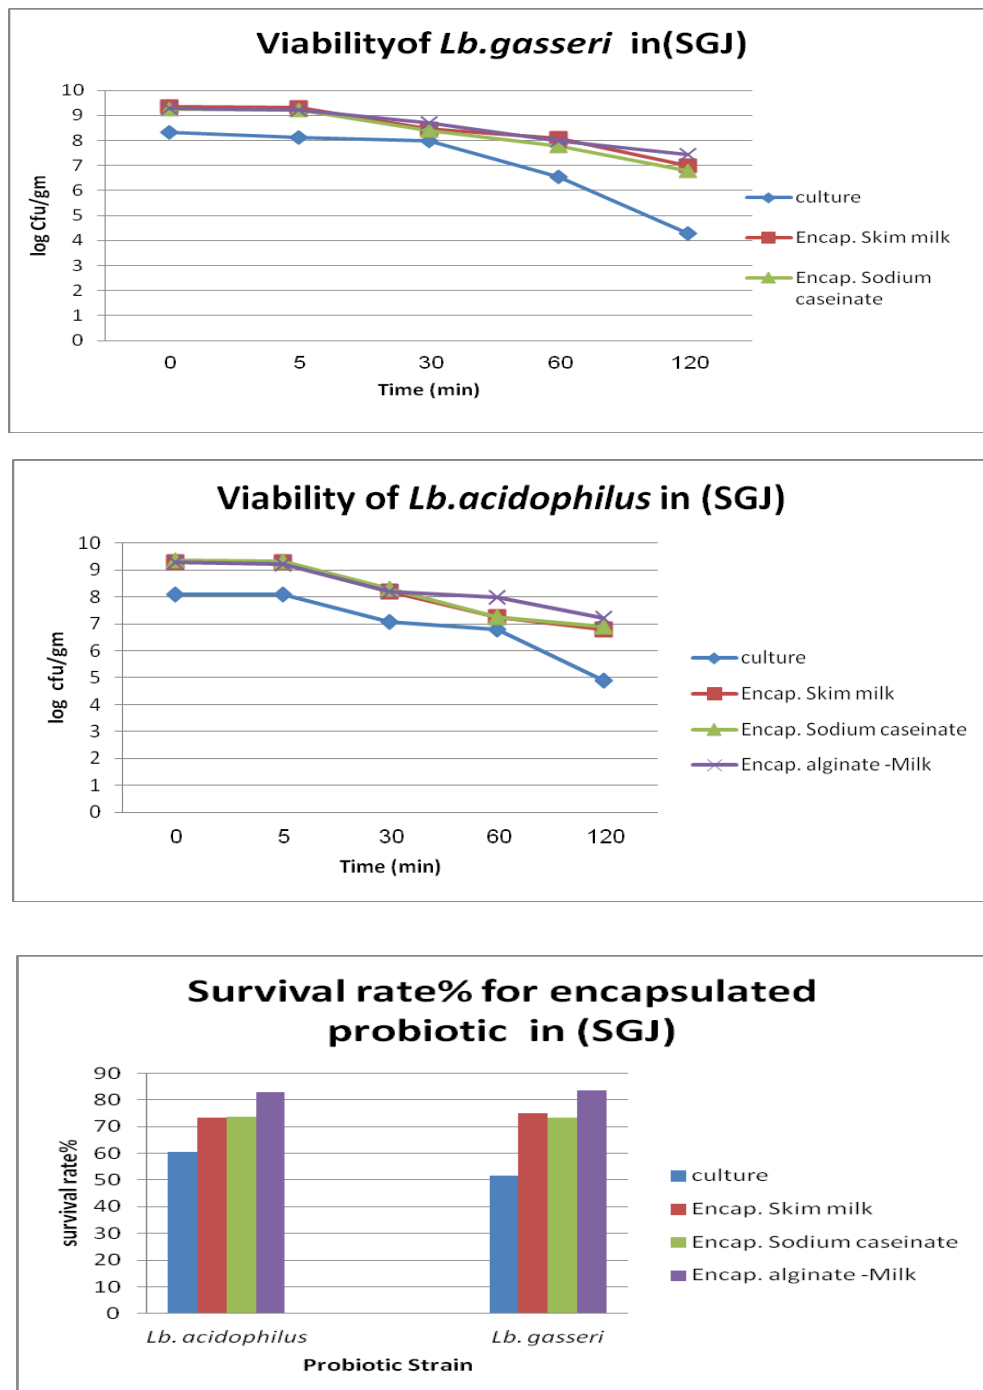 Viabilityof Lb.gasseri in(SGJ)
10
9
8
7
6
5
4
3
2
1
0
log Cfu/gm
0 5 30 60 120
Time (min)
culture
Encap. Skim milk
Encap. Sodium
caseinate
Viability of Lb.acidophilus in (SGJ)
10
9
8
7
6
5
4
3
2
1
0
log cfu/gm
0 5 30 60 120
Time (min)
culture
Encap. Skim milk
Encap. Sodium caseinate
Encap. alginate -Milk
Survival rate% for encapsulated
probiotic in (SGJ)
90
80
70
60
50
40
30
20
10
0
survival rate%
Lb. acidophilus Lb. gasseri
Probiotic Strain
culture
Encap. Skim milk
Encap. Sodium caseinate
Encap. alginate -Milk